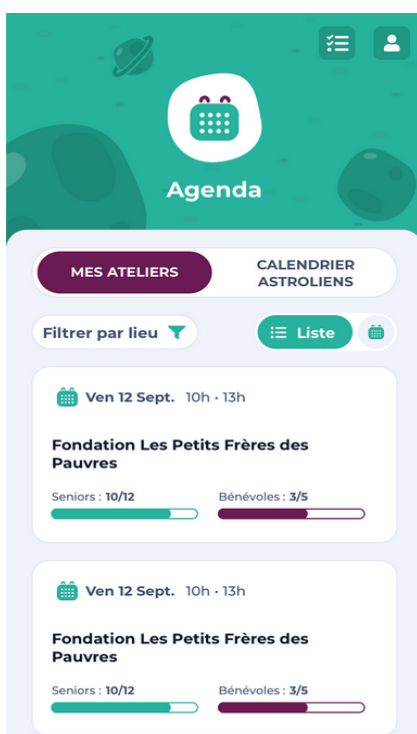 Agenda
MES ATELIERS
CALENDRIER
ASTROLIENS
Filtrer par lieu
Liste
Ven 12 Sept. 10h · 13h
Fondation Les Petits Frères des
Pauvres
Seniors : 10/12 Bénévoles : 3/5
Ven 12 Sept. 10h · 13h
Fondation Les Petits Frères des
Pauvres
Seniors : 10/12 Bénévoles : 3/5